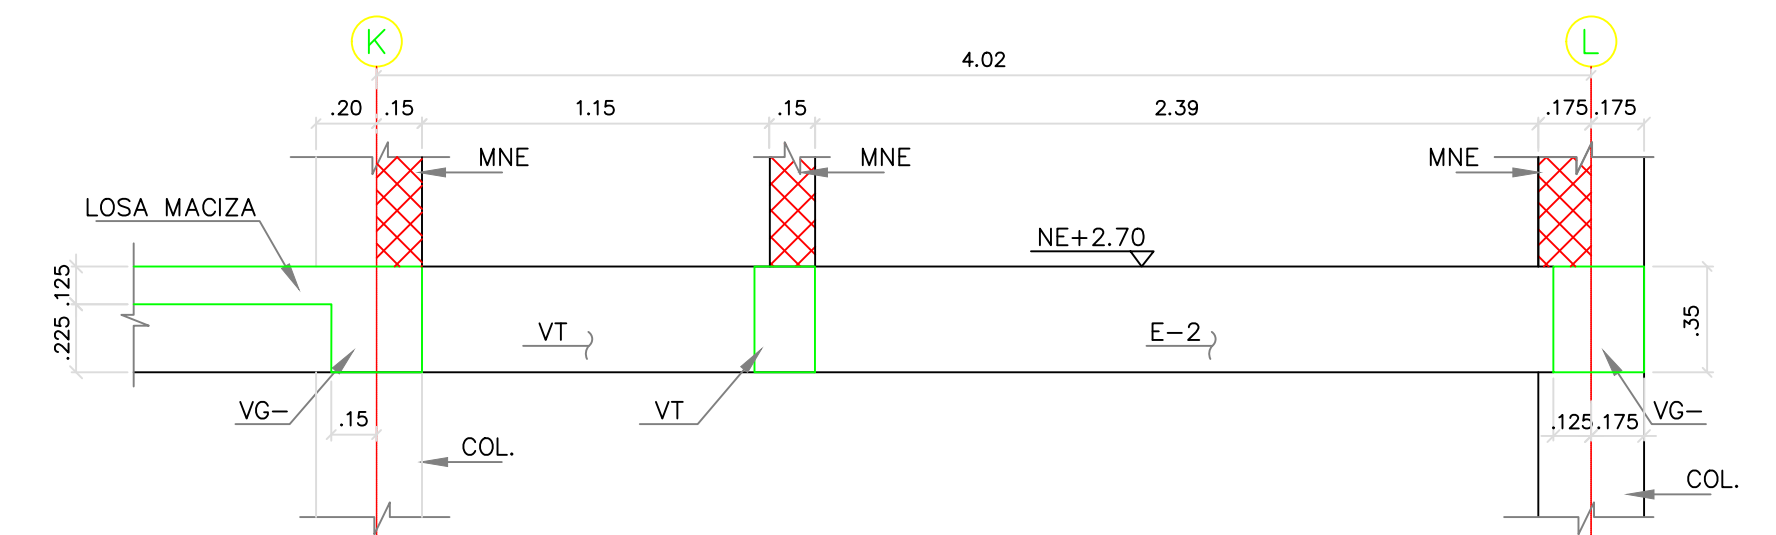 K
L
4.02
.20
.15
1.15
.15
2.39
.175
.175
MNE
MNE
MNE
LOSA MACIZA
NE+2.70
.125
.225
VT
E-2
.35
VG-
.15
VT
.125
.175
VG-
COL.
COL.